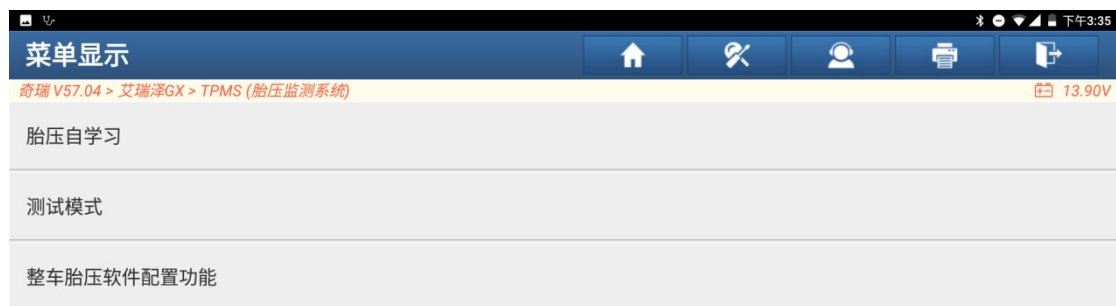 下午3:35
菜单显示
奇瑞 V57.04 > 艾瑞泽GX > TPMS (胎压监测系统)
13.90V
胎压自学习
测试模式
整车胎压软件配置功能